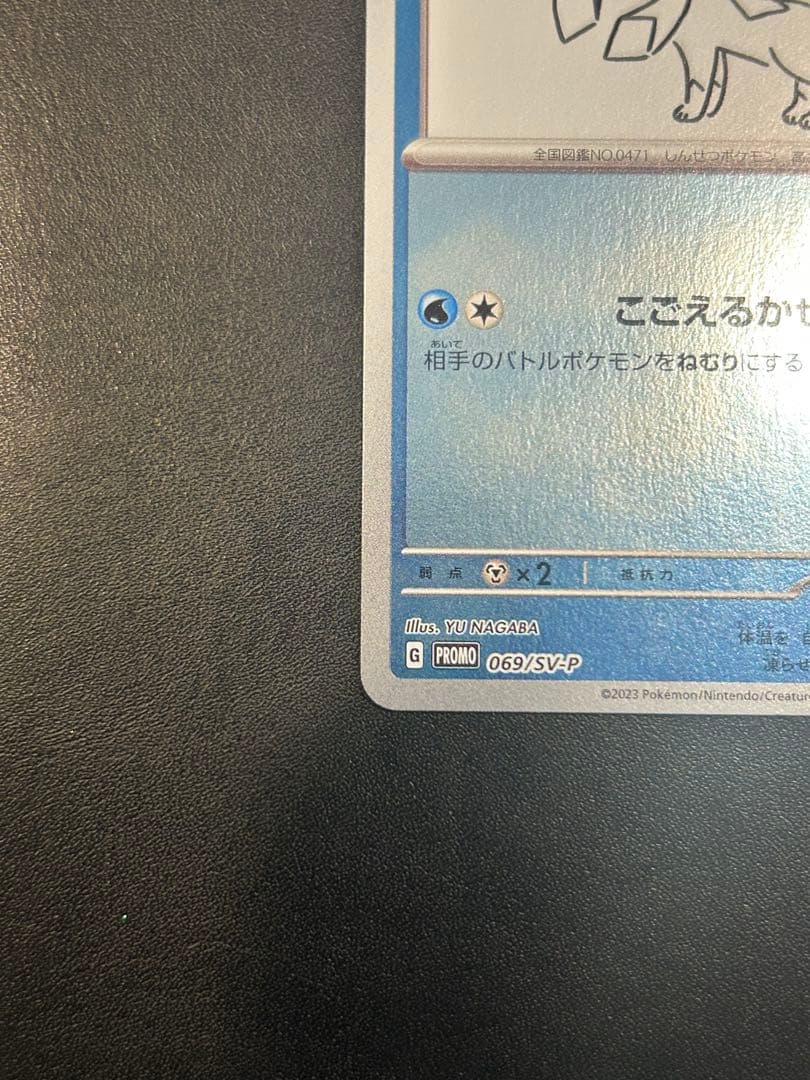 全国図鑑NO.0471 しんせつポケモン 高
こごえるかぜ
あいて
相手のバトルポケモンをねむりにする
弱点 ×2 抵抗力
Illus. YU NAGABA
体温を
G PROMO 069/SV-P
凍らせ
©2023 Pokémon/Nintendo/Creature